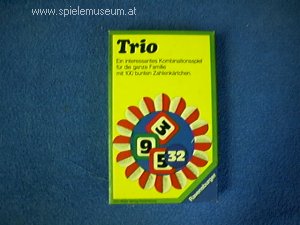 www.spielemuseum.at
Trio
Ein interessantes Kombinationsspiel
für die ganze Familie
mit 100 bunten Zahlenkärtchen
3
9
5 32
Ravensburger